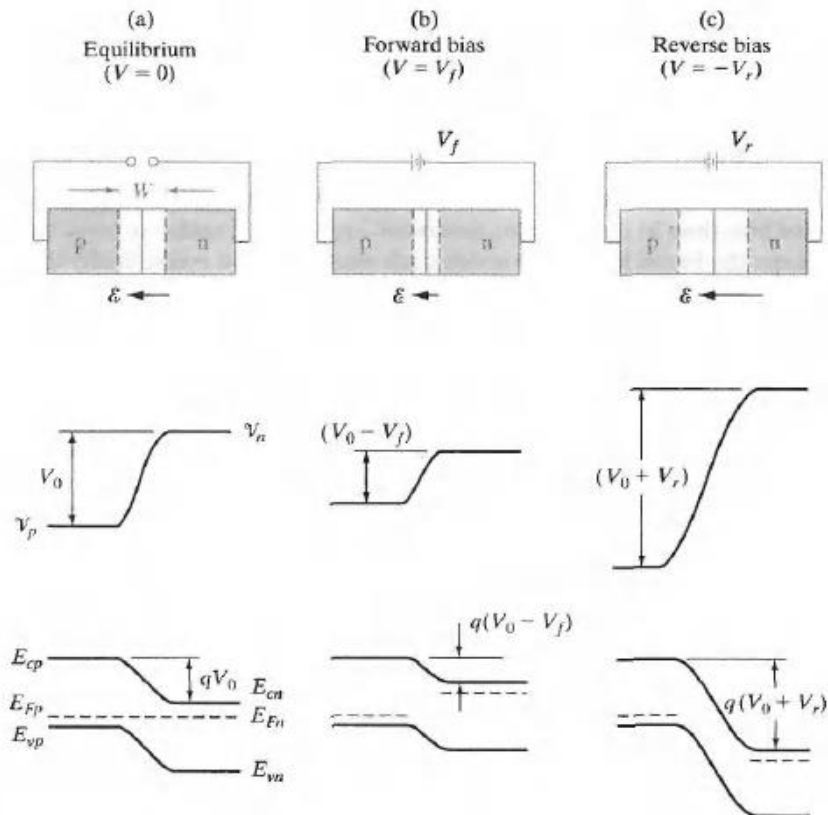 (a)
Equilibrium
(V = 0)
(b)
Forward bias
(V = V_f)
(c)
Reverse bias
(V = −V_r)
W
p
n
ℰ
V_f
p
n
ℰ
V_r
p
n
ℰ
V_0
𝒱_n
𝒱_p
(V_0 − V_f)
(V_0 + V_r)
E_cp
qV_0
E_cn
E_Fp
E_Fn
E_vp
E_vn
q(V_0 − V_f)
q(V_0 + V_r)